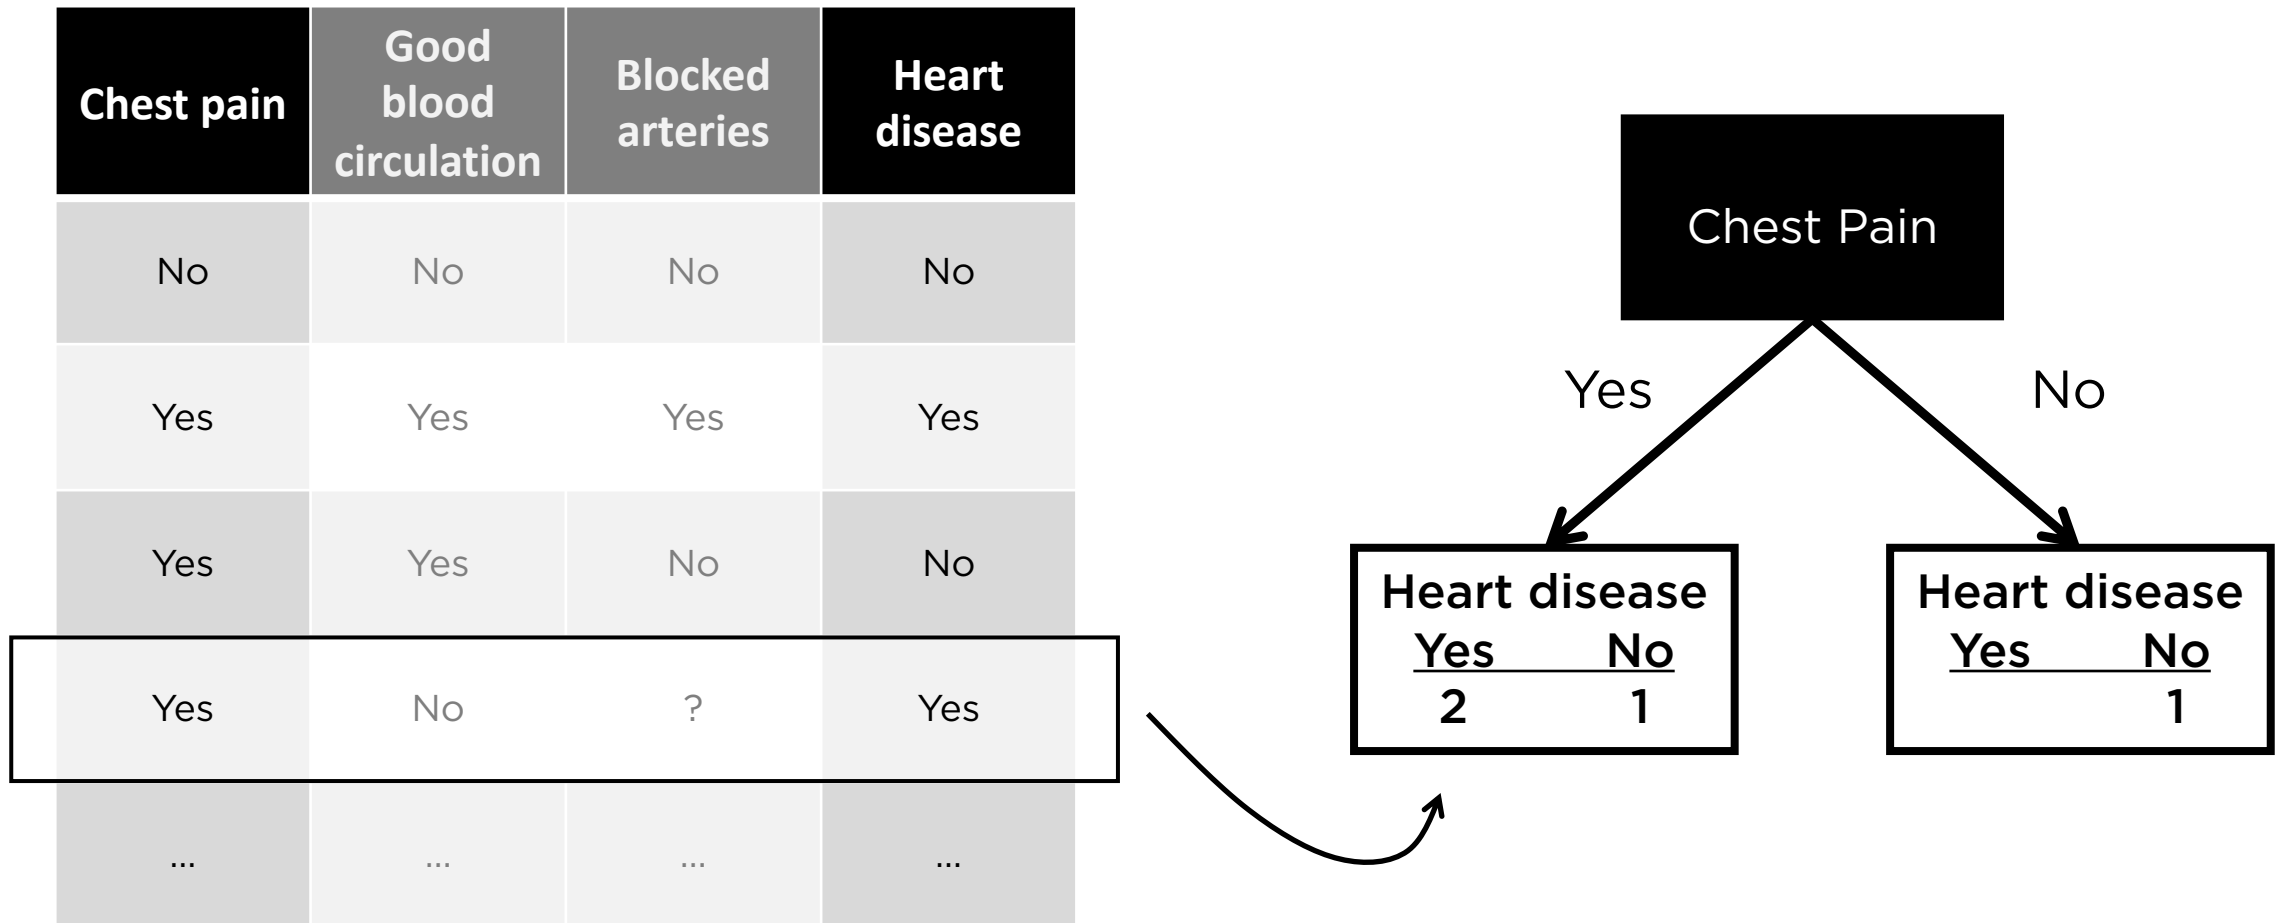 Chest pain
Good
blood
circulation
Blocked
arteries
Heart
disease
No No No No
Yes Yes Yes Yes
Yes Yes No No
Yes No ? Yes
... ... ... ...
Chest Pain
Yes
No
Heart disease
Yes No
2 1
Heart disease
Yes No
1